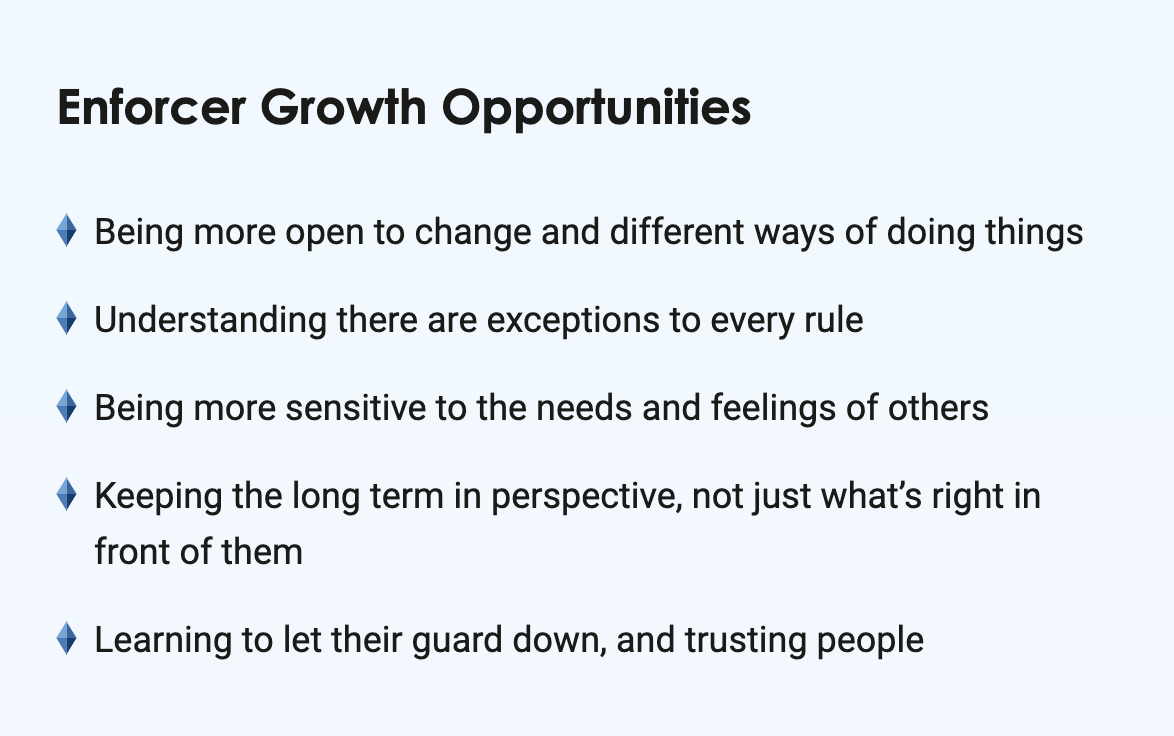 Enforcer Growth Opportunities
Being more open to change and different ways of doing things
Understanding there are exceptions to every rule
Being more sensitive to the needs and feelings of others
Keeping the long term in perspective, not just what’s right in
front of them
Learning to let their guard down, and trusting people